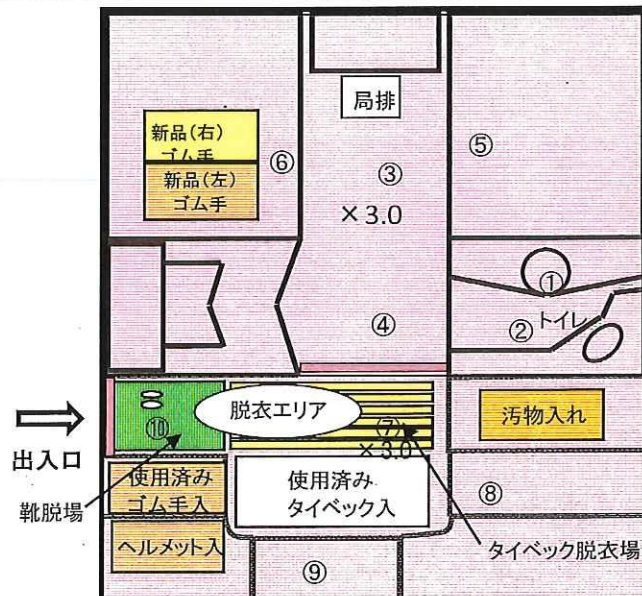 局排
新品(右)
ゴム手
新品(左)
ゴム手
⑥
③
×3.0
⑤
①
②
トイレ
④
脱衣エリア
⑩
⑦
×3.0
汚物入れ
出入口
靴脱場
使用済み
ゴム手入
使用済み
タイベック入
⑧
ヘルメット入
⑨
タイベック脱衣場